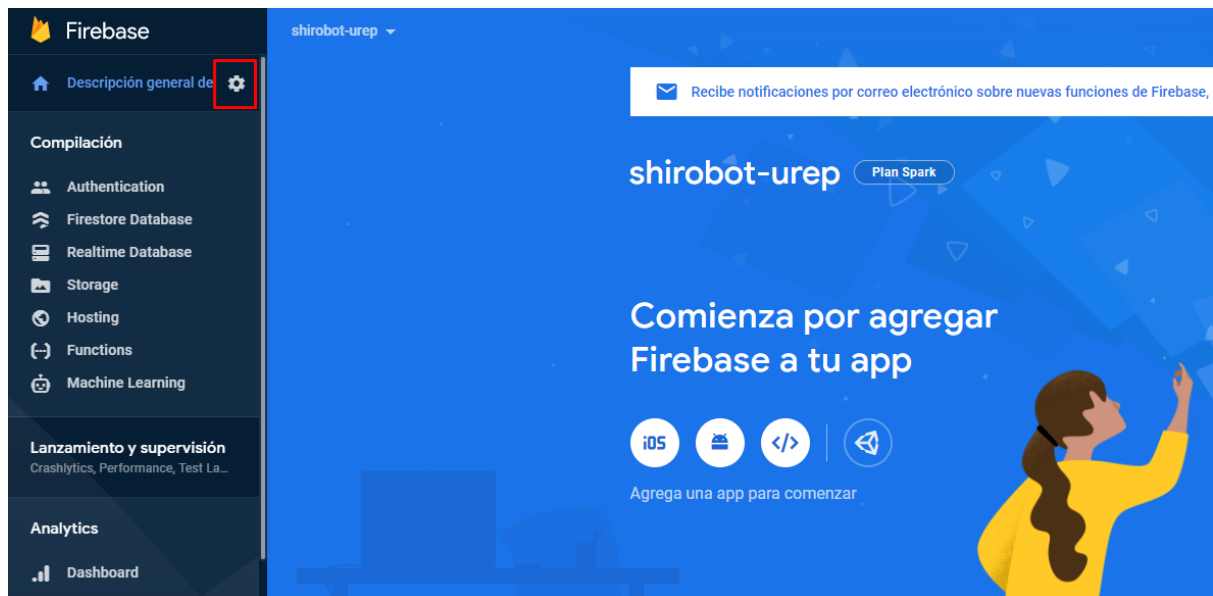 Firebase
shirobot-urep
Descripción general de
Recibe notificaciones por correo electrónico sobre nuevas funciones de Firebase,
Compilación
Authentication
Firestore Database
Realtime Database
Storage
Hosting
Functions
Machine Learning
Lanzamiento y supervisión
Crashlytics, Performance, Test La...
Analytics
Dashboard
shirobot-urep
Plan Spark
Comienza por agregar
Firebase a tu app
iOS
Agrega una app para comenzar